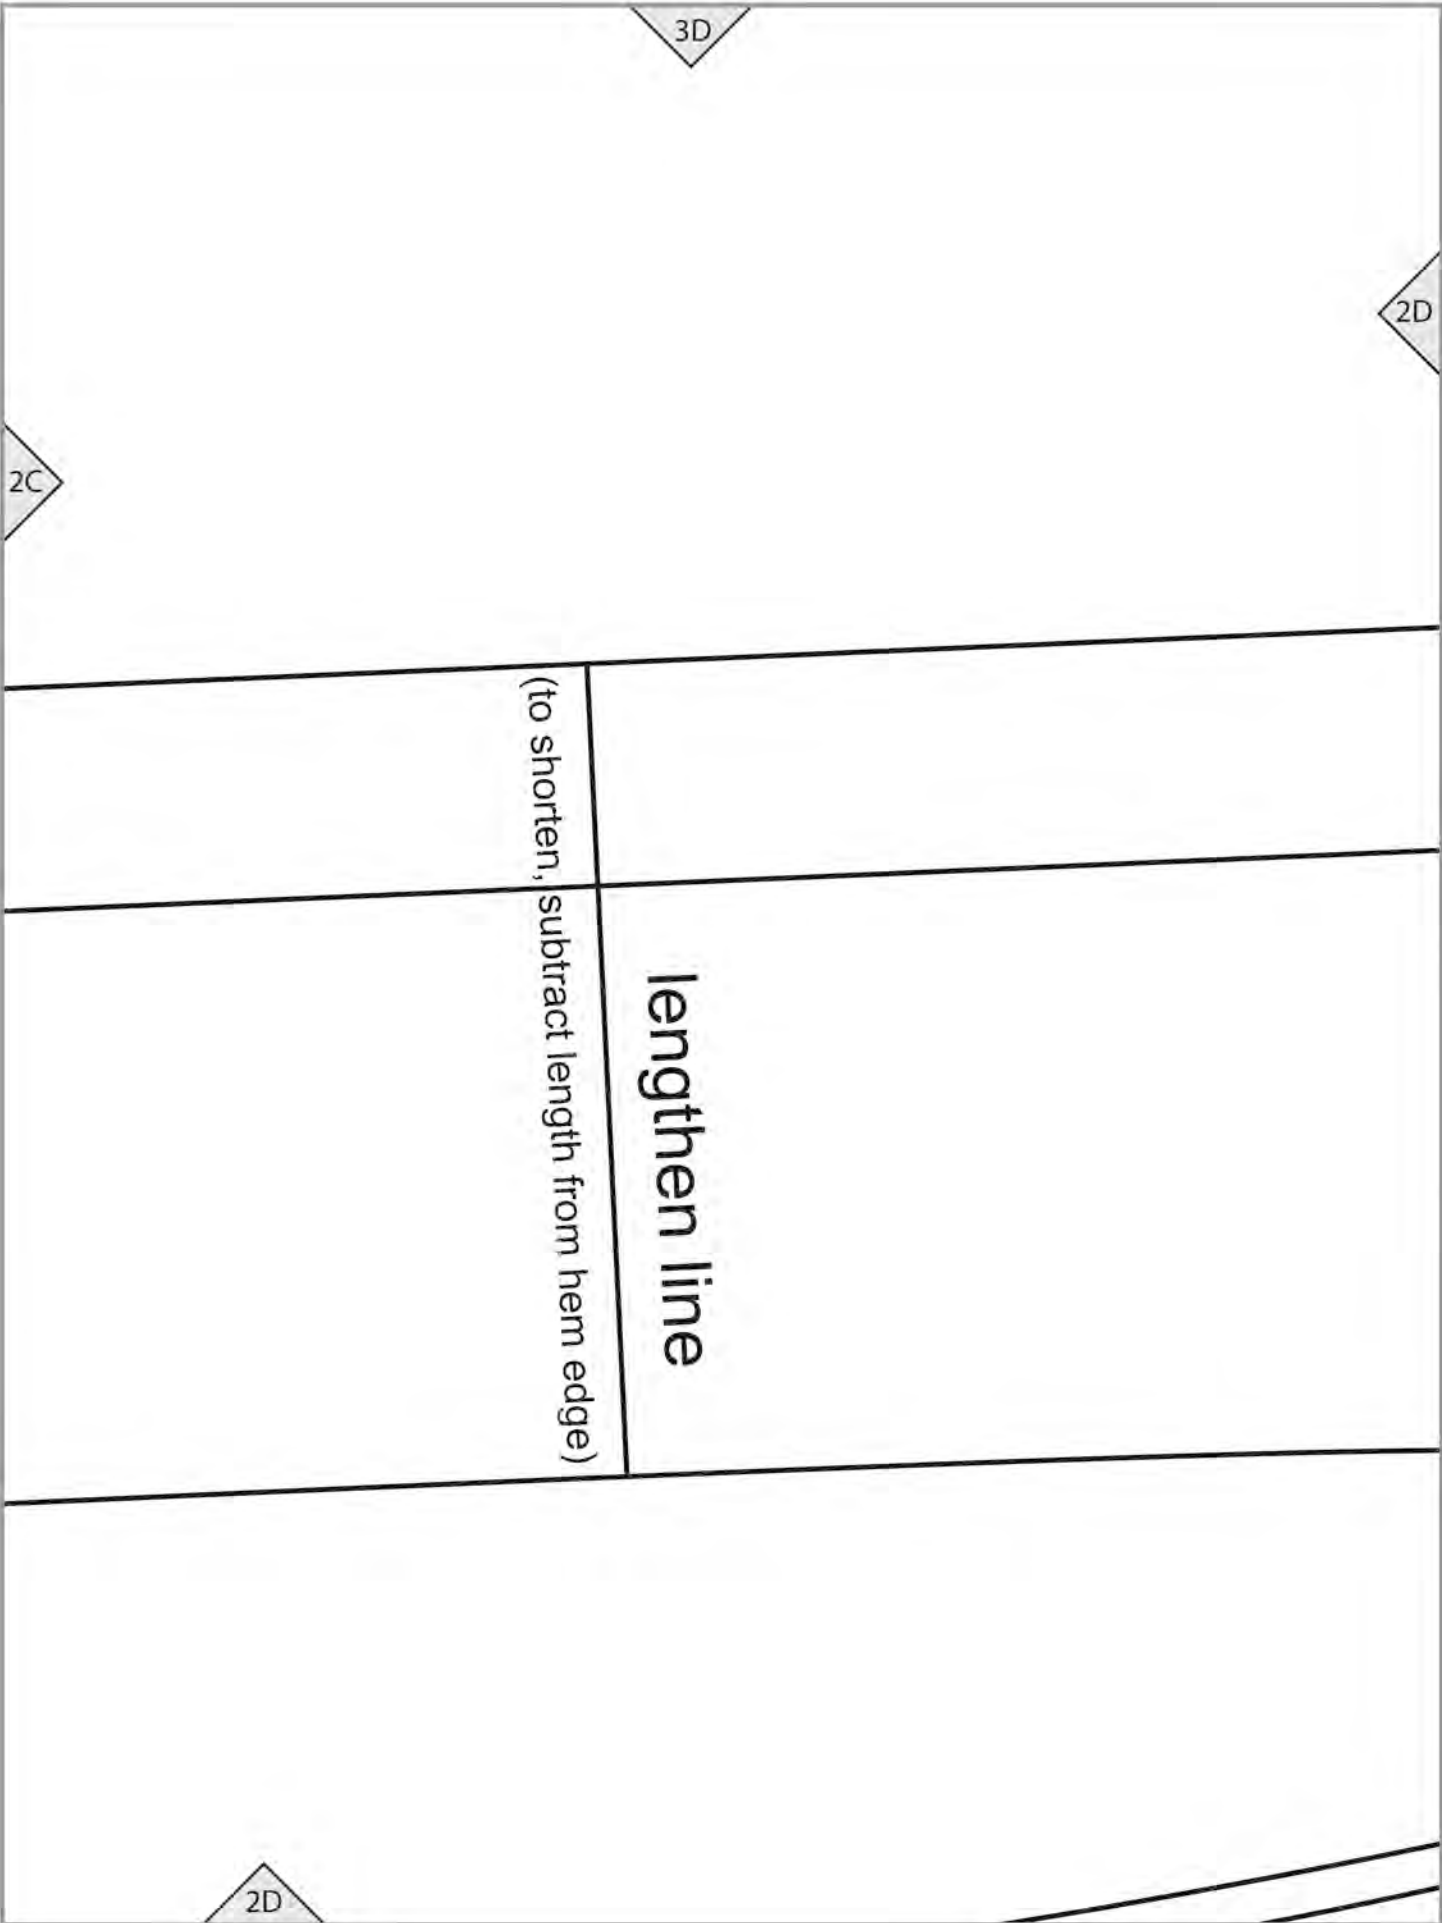 3D
2D
2C
lengthen line
(to shorten, subtract length from hem edge)
2D